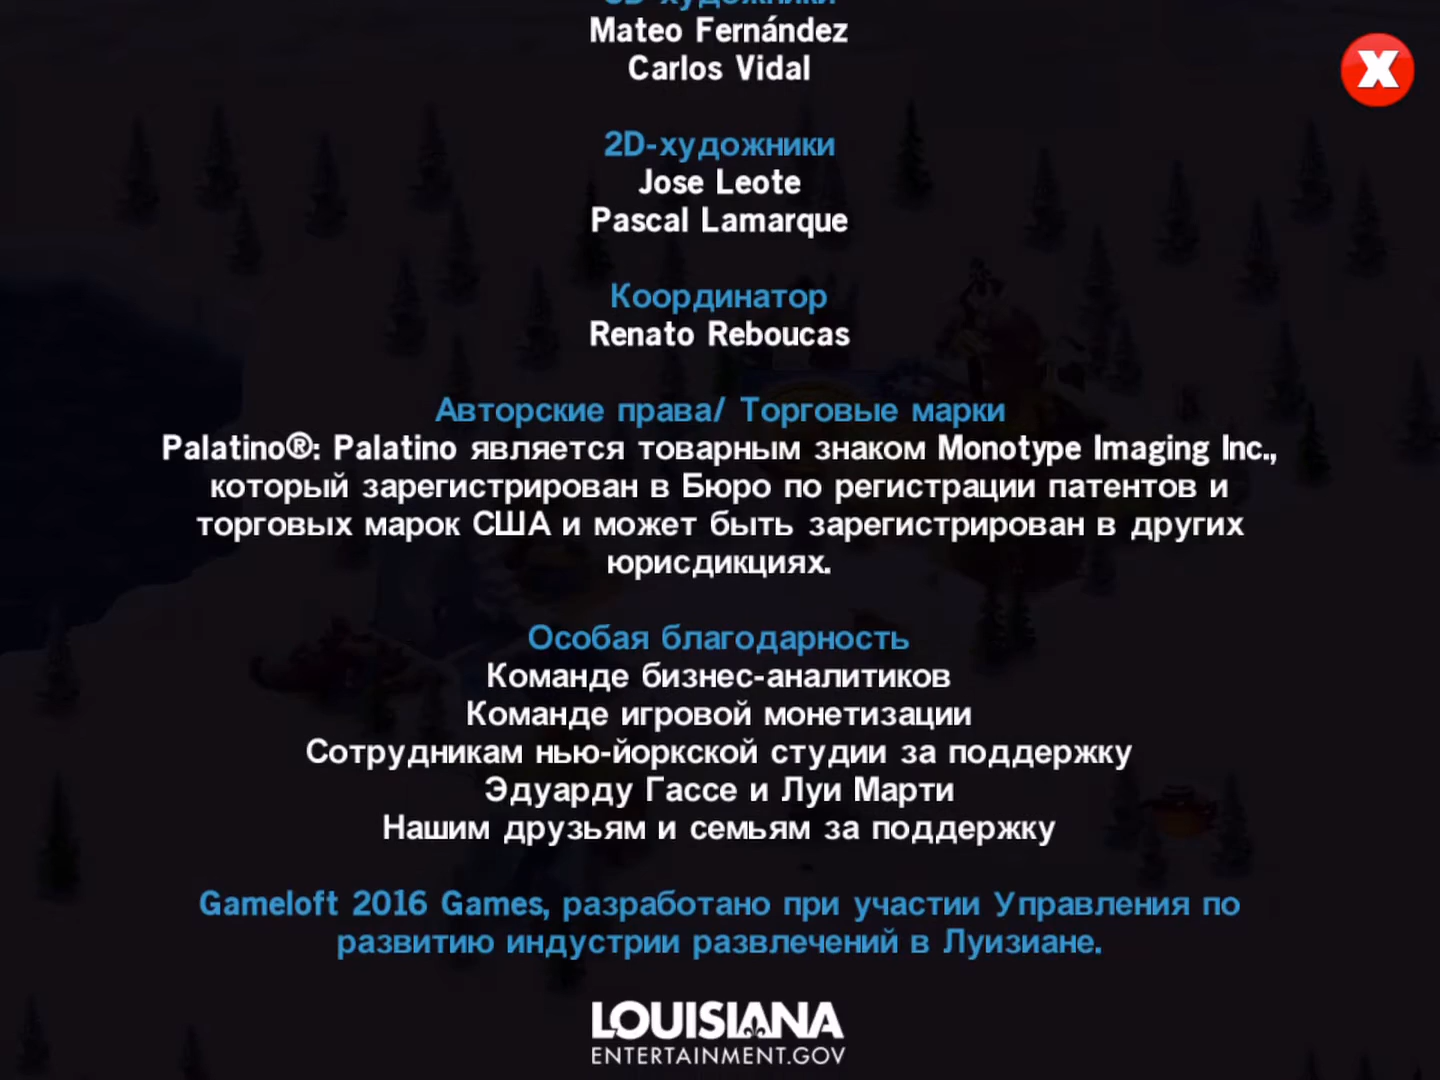 3D-художники
Mateo Fernández
Carlos Vidal
2D-художники
Jose Leote
Pascal Lamarque
Координатор
Renato Reboucas
Авторские права/ Торговые марки
Palatino®: Palatino является товарным знаком Monotype Imaging Inc.,
который зарегистрирован в Бюро по регистрации патентов и
торговых марок США и может быть зарегистрирован в других
юрисдикциях.
Особая благодарность
Команде бизнес-аналитиков
Команде игровой монетизации
Сотрудникам нью-йоркской студии за поддержку
Эдуарду Гассе и Луи Марти
Нашим друзьям и семьям за поддержку
Gameloft 2016 Games, разработано при участии Управления по
развитию индустрии развлечений в Луизиане.
LOUISIANA
ENTERTAINMENT.GOV
X